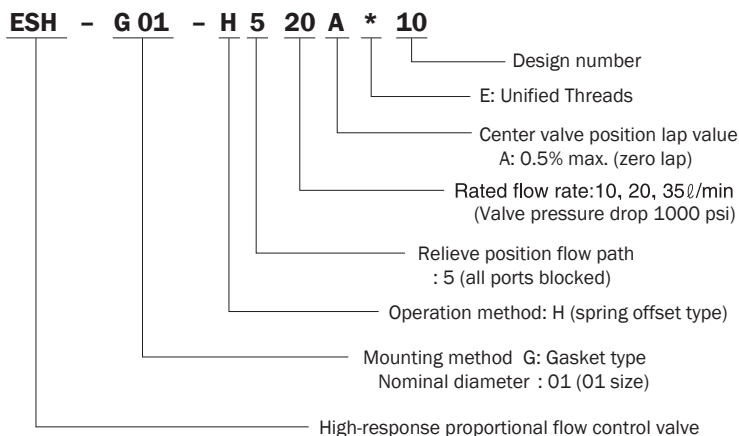 ESH – G 01 – H 5 20 A * 10
Design number
E: Unified Threads
Center valve position lap value
A: 0.5% max. (zero lap)
Rated flow rate:10, 20, 35ℓ/min
(Valve pressure drop 1000 psi)
Relieve position flow path
: 5 (all ports blocked)
Operation method: H (spring offset type)
Mounting method G: Gasket type
Nominal diameter : 01 (01 size)
High-response proportional flow control valve